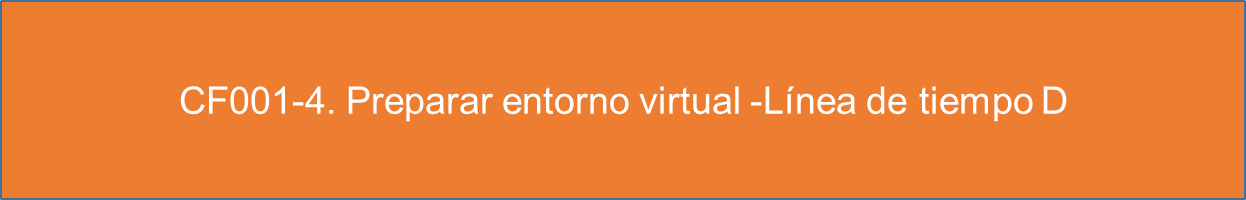 CF001-4. Preparar entorno virtual -Línea de tiempo D